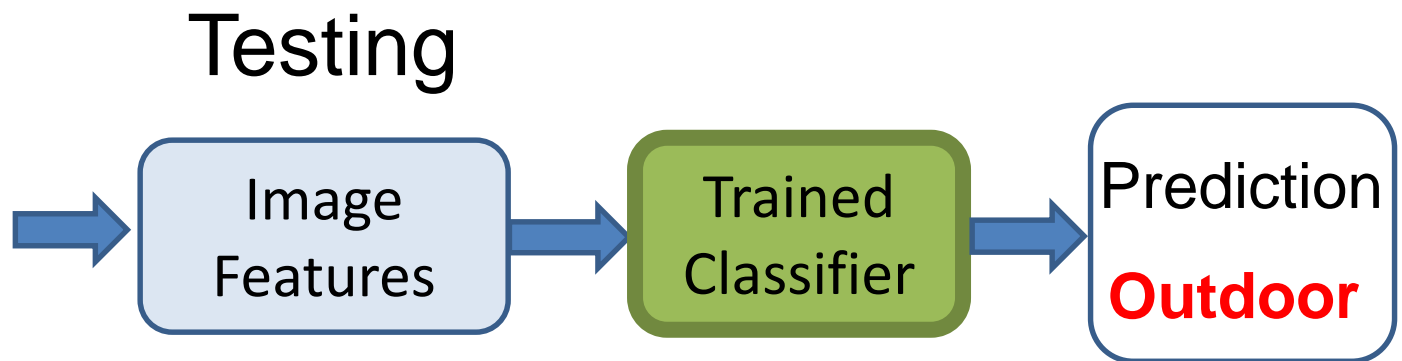 Testing
Image
Features
Trained
Classifier
Prediction
Outdoor